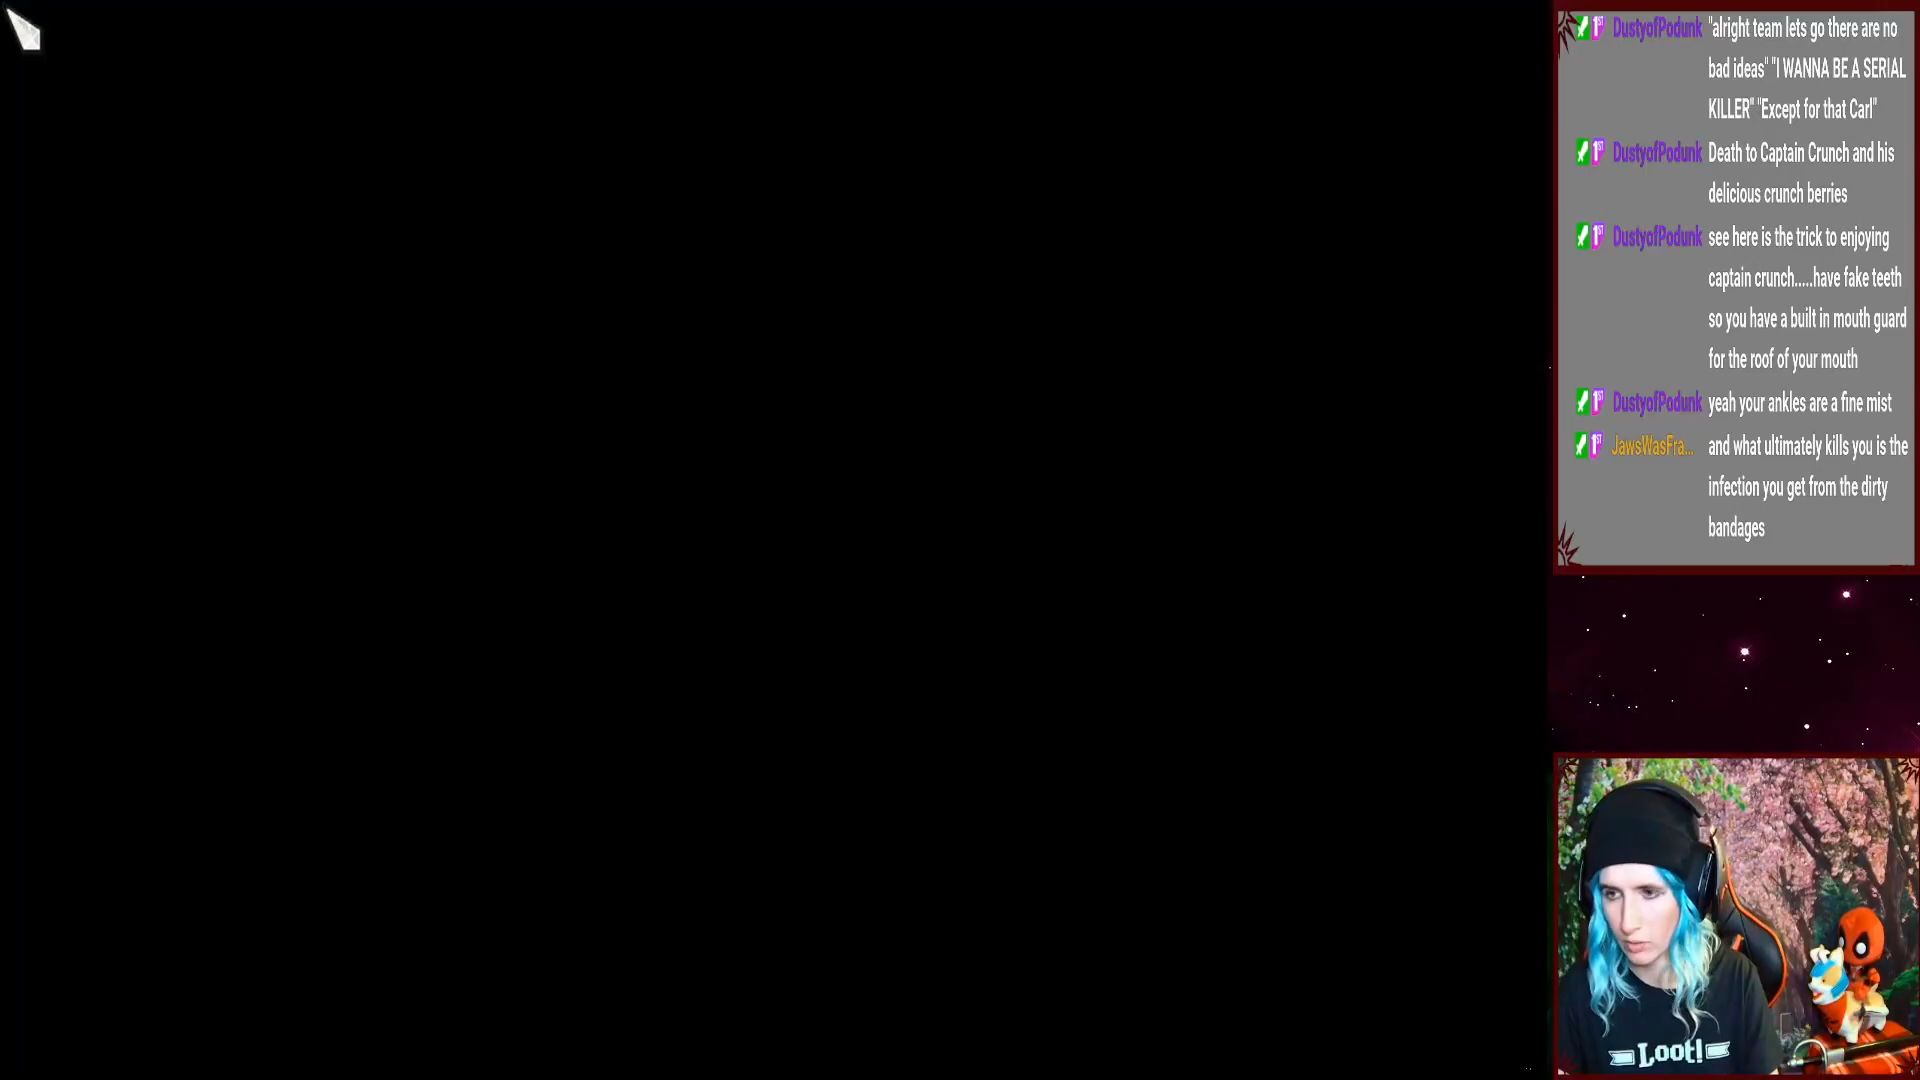 DustyofPodunk "alright team lets go there are no
bad ideas" "I WANNA BE A SERIAL
KILLER" "Except for that Carl"
DustyofPodunk Death to Captain Crunch and his
delicious crunch berries
DustyofPodunk see here is the trick to enjoying
captain crunch.....have fake teeth
so you have a built in mouth guard
for the roof of your mouth
DustyofPodunk yeah your ankles are a fine mist
JawsWasFra... and what ultimately kills you is the
infection you get from the dirty
bandages
Loot!